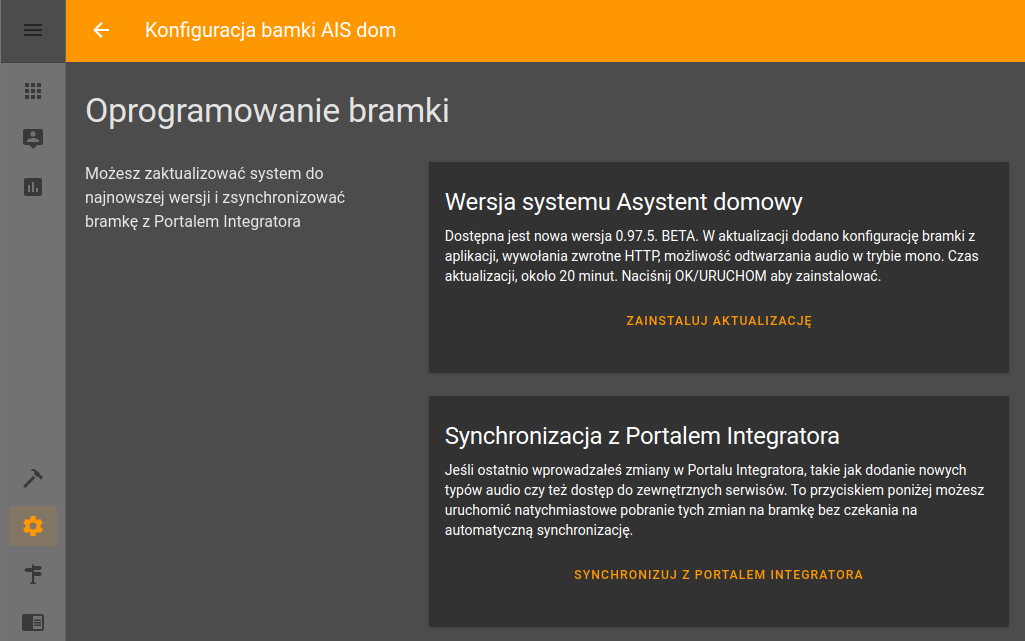 Konfiguracja bamki AIS dom
Oprogramowanie bramki
Możesz zaktualizować system do
najnowszej wersji i zsynchronizować
bramkę z Portalem Integratora
Wersja systemu Asystent domowy
Dostępna jest nowa wersja 0.97.5. BETA. W aktualizacji dodano konfigurację bramki z
aplikacji, wywołania zwrotne HTTP, możliwość odtwarzania audio w trybie mono. Czas
aktualizacji, około 20 minut. Naciśnij OK/URUCHOM aby zainstalować.
ZAINSTALUJ AKTUALIZACJĘ
Synchronizacja z Portalem Integratora
Jeśli ostatnio wprowadzałeś zmiany w Portalu Integratora, takie jak dodanie nowych
typów audio czy też dostęp do zewnętrznych serwisów. To przyciskiem poniżej możesz
uruchomić natychmiastowe pobranie tych zmian na bramkę bez czekania na
automatyczną synchronizację.
SYNCHRONIZUJ Z PORTALEM INTEGRATORA